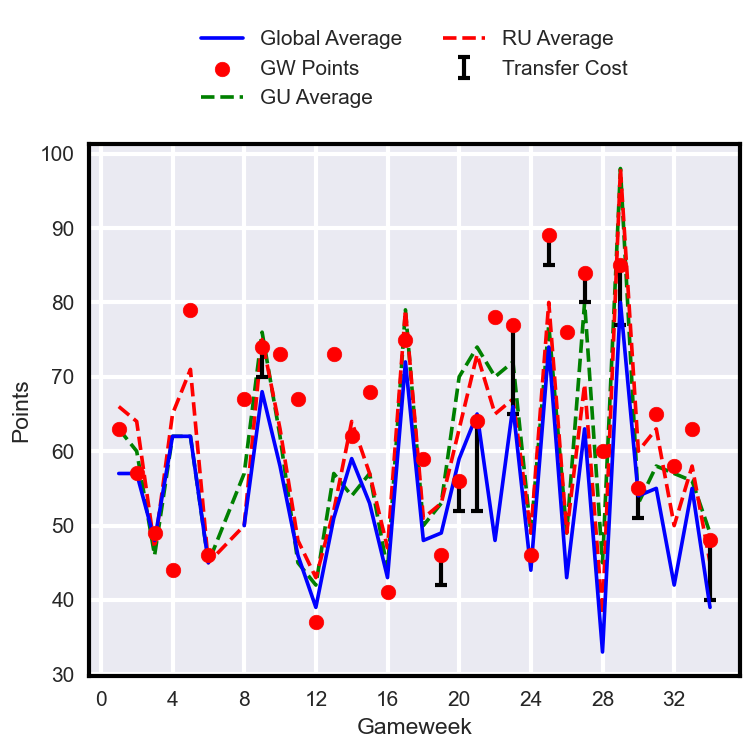 Global Average
RU Average
GW Points
Transfer Cost
GU Average
100
90
80
70
60
50
40
30
Points
0 4 8 12 16 20 24 28 32
Gameweek